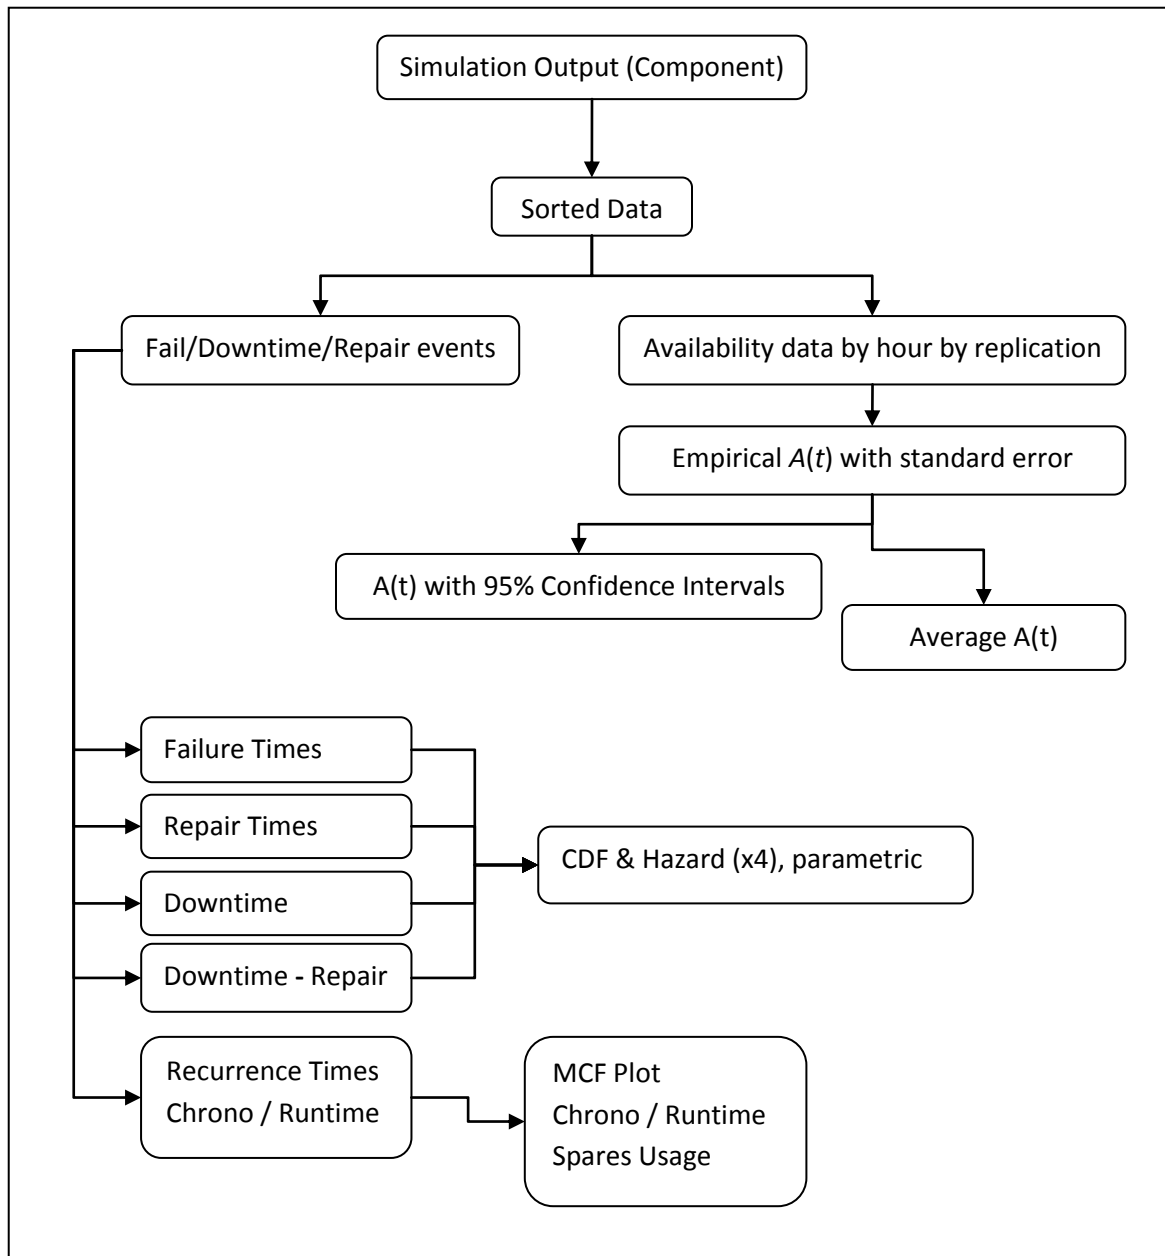 Simulation Output (Component)
Sorted Data
Fail/Downtime/Repair events
Availability data by hour by replication
Empirical A(t) with standard error
A(t) with 95% Confidence Intervals
Average A(t)
Failure Times
Repair Times
CDF & Hazard (x4), parametric
Downtime
Downtime - Repair
Recurrence Times
Chrono / Runtime
MCF Plot
Chrono / Runtime
Spares Usage